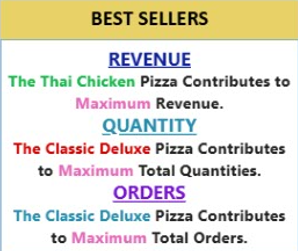 BEST SELLERS
REVENUE
The Thai Chicken Pizza Contributes to
Maximum Revenue.
QUANTITY
The Classic Deluxe Pizza Contributes
to Maximum Total Quantities.
ORDERS
The Classic Deluxe Pizza Contributes
to Maximum Total Orders.